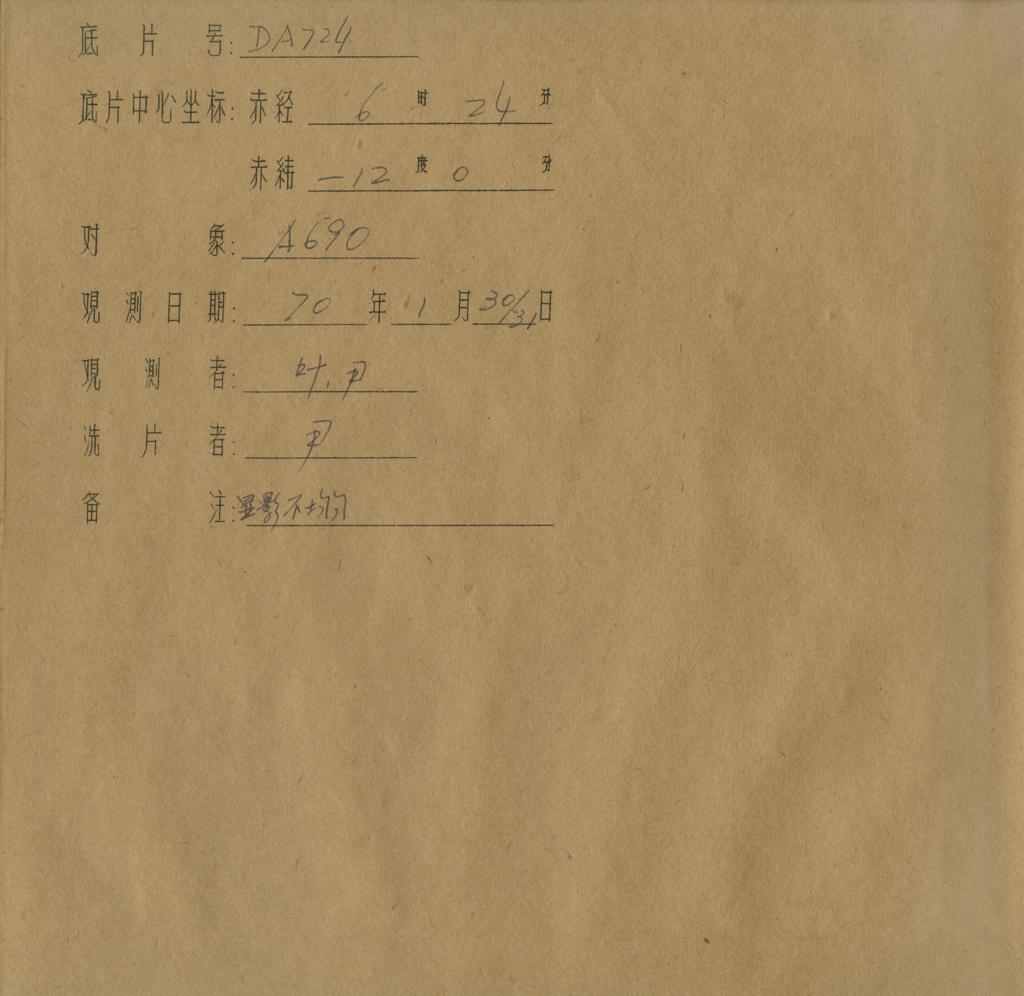 底片号: DA724
底片中心坐标: 赤经 6 时 24 分
赤纬 -12 度 0 分
对象: A690
观测日期: 70 年 1 月 30/31 日
观测者: 叶.尹
洗片者: 尹
备注: 显影不均匀